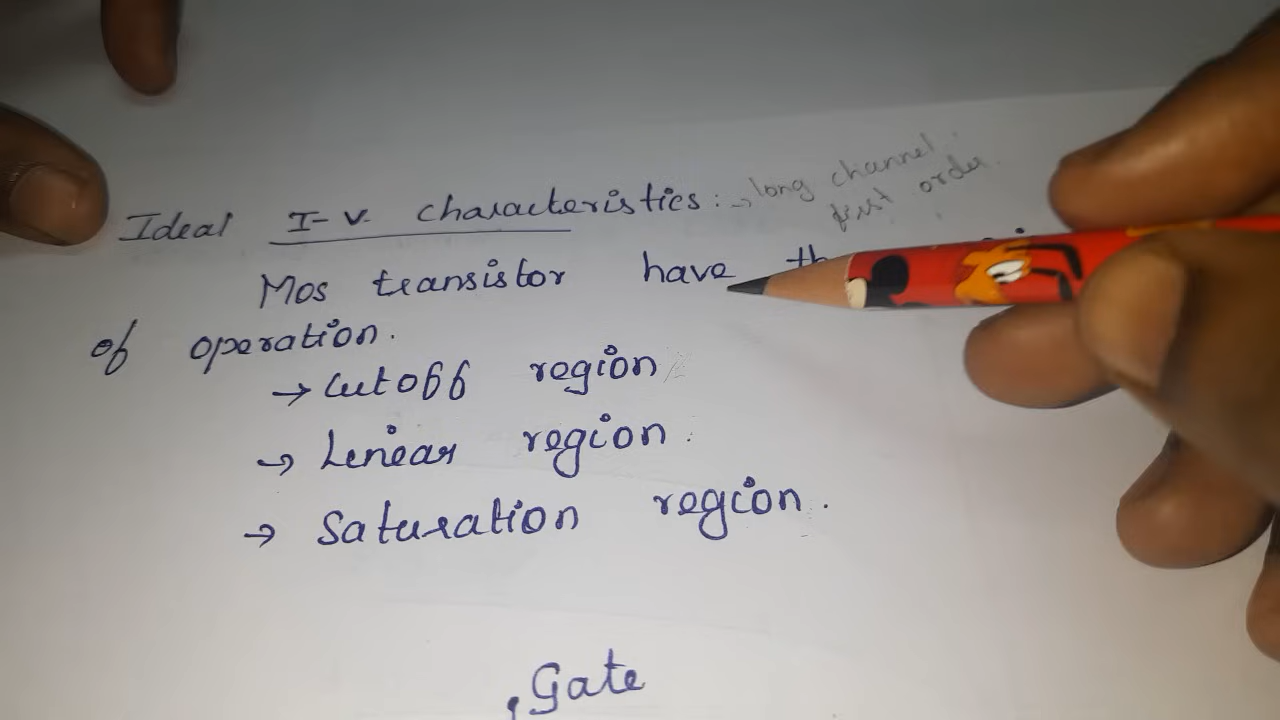 Ideal I-V. characteristics: → long channel
first order
Mos transistor have
of operation.
→ Cutoff region
→ Linear region.
→ Saturation region.
Gate